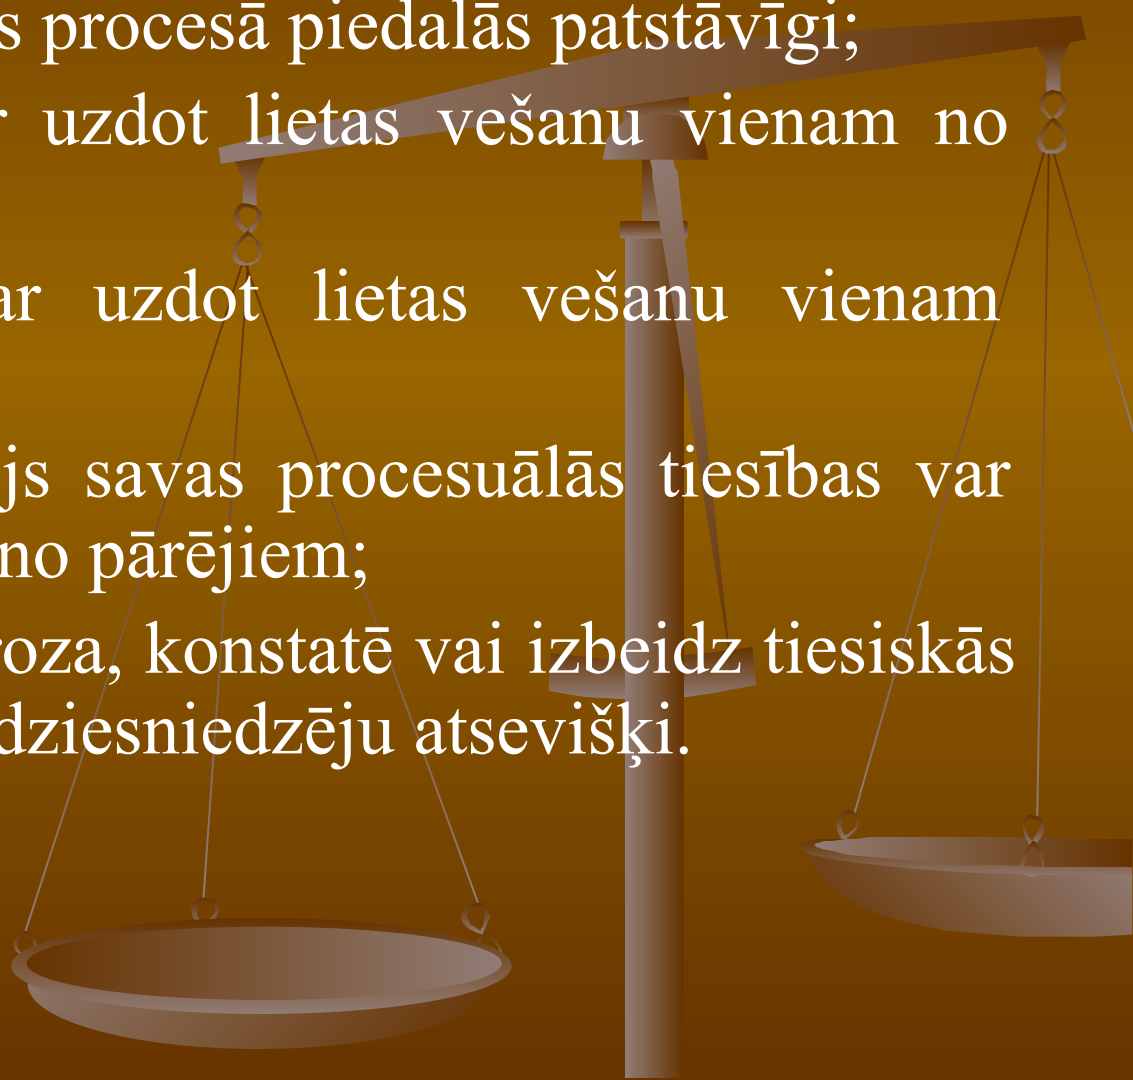 s procesā piedalās patstāvīgi;
uzdot lietas vešanu vienam no
ar uzdot lietas vešanu vienam
js savas procesuālās tiesības var
no pārējiem;
roza, konstatē vai izbeidz tiesiskās
dziesniedzēju atsevišķi.